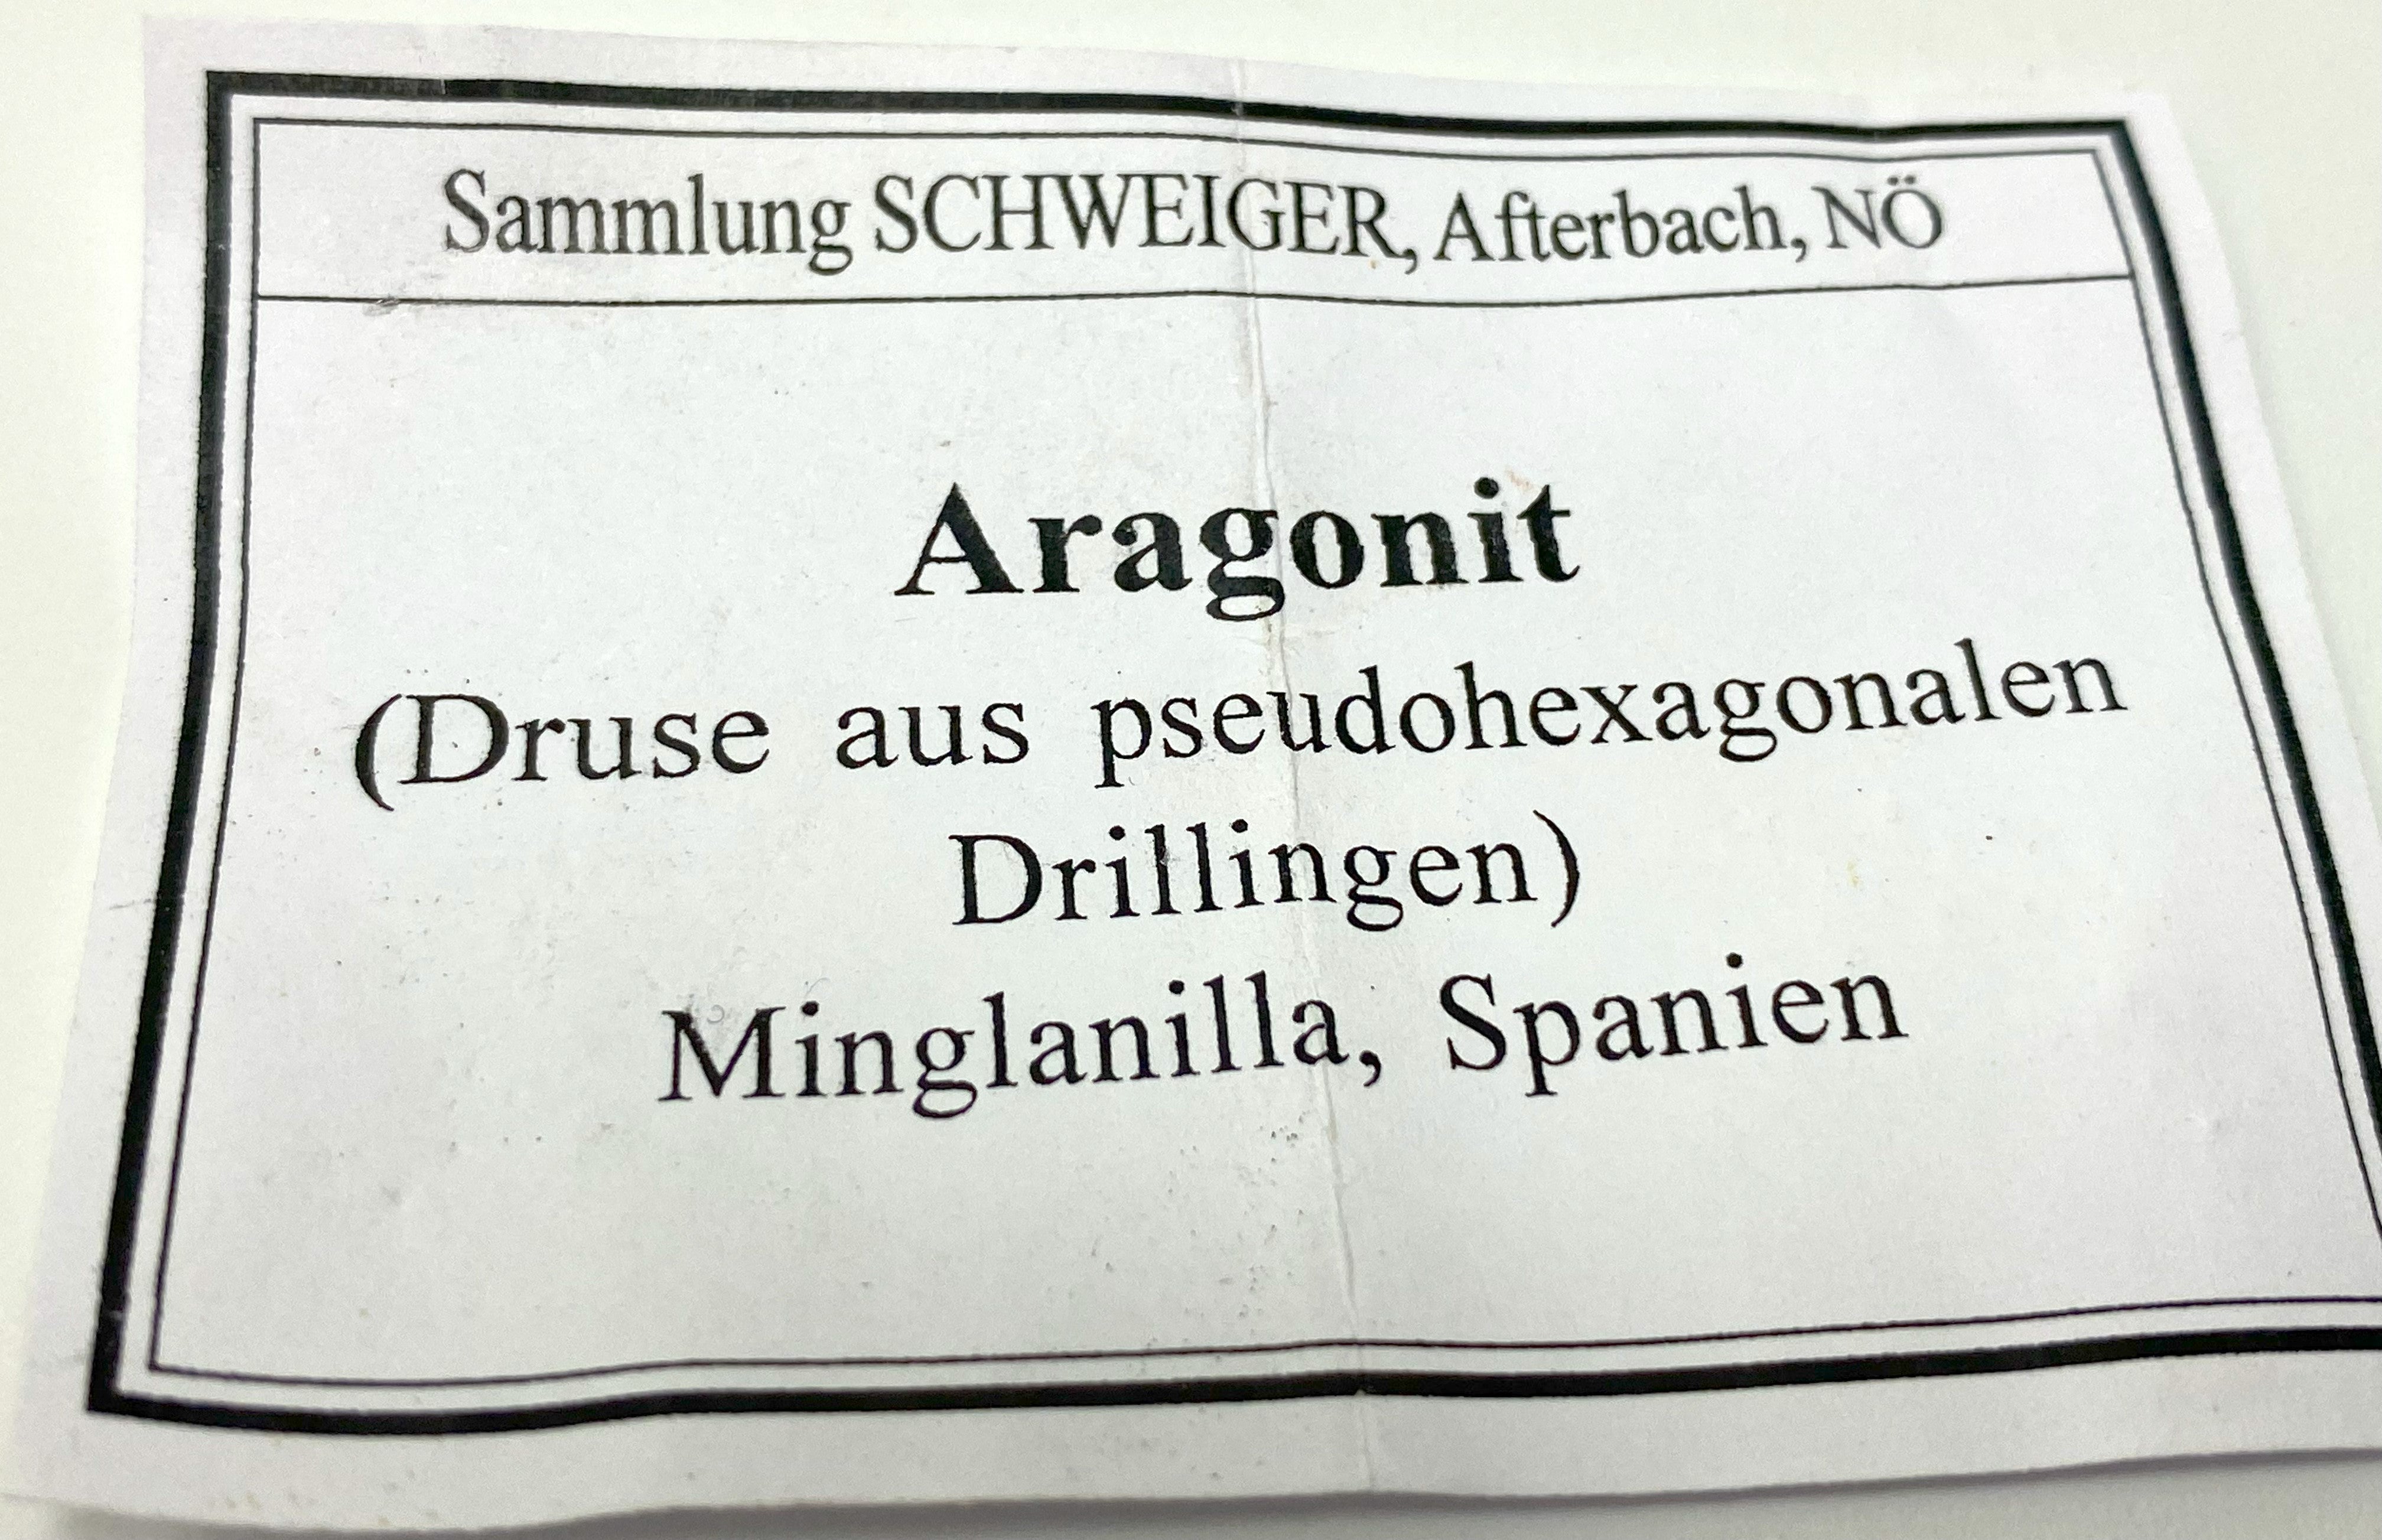 Sammlung SCHWEIGER, Afterbach, NÖ
Aragonit
(Druse aus pseudohexagonalen
Drillingen)
Minglanilla, Spanien